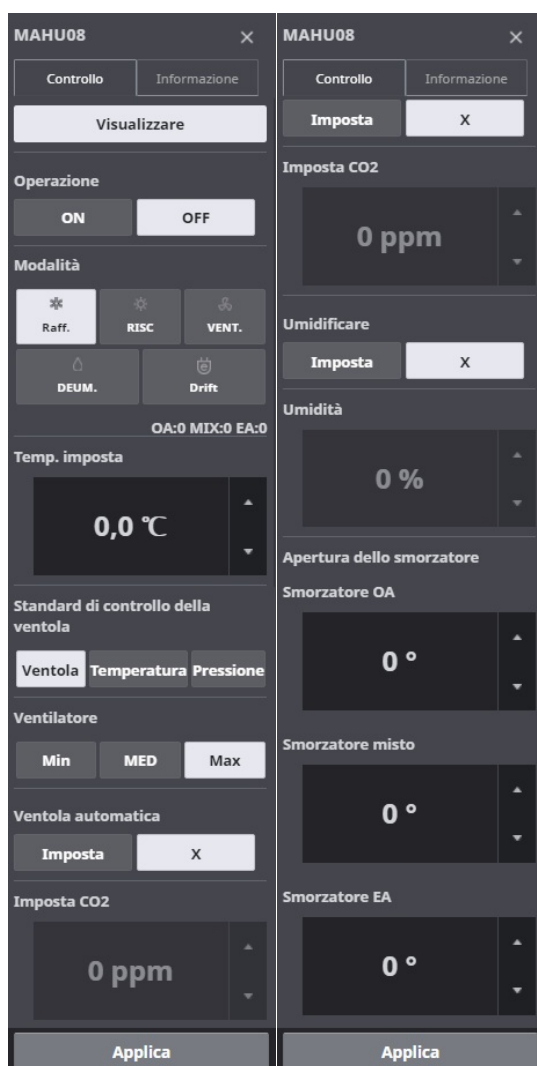 MAHU08 ×
Controllo Informazione
Visualizzare
Operazione
ON OFF
Modalità
Raff. RISC VENT.
DEUM. Drift
OA:0 MIX:0 EA:0
Temp. imposta
0,0 ℃
Standard di controllo della
ventola
Ventola Temperatura Pressione
Ventilatore
Min MED Max
Ventola automatica
Imposta X
Imposta CO2
0 ppm
Applica
MAHU08 ×
Controllo Informazione
Imposta X
Imposta CO2
0 ppm
Umidificare
Imposta X
Umidità
0 %
Apertura dello smorzatore
Smorzatore OA
0 °
Smorzatore misto
0 °
Smorzatore EA
0 °
Applica